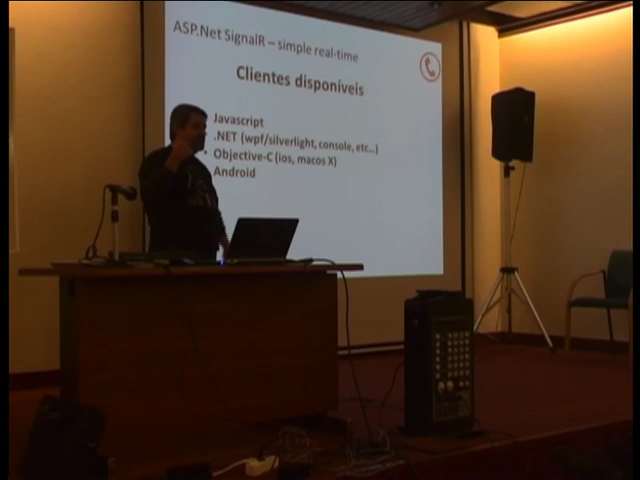 ASP.Net SignalR – simple real-time
Clientes disponíveis
Javascript
.NET (wpf/silverlight, console, etc...)
Objective-C (ios, macos X)
Android